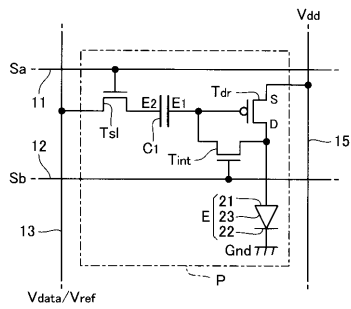 Vdd
Sa
11
Tdr
S
E2 E1
Tsl
C1
D
12
Tint
15
Sb
21
E 23
22
13
Gnd
P
Vdata/Vref